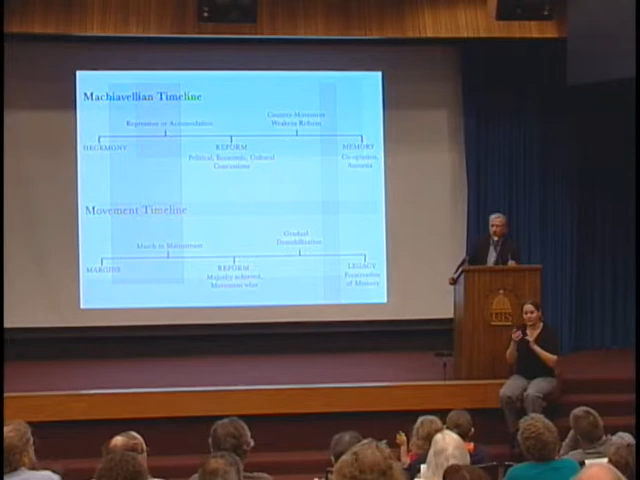 Machiavellian Timeline
Counter-Movement
Repression or Accomodation
Weakens Reform
HEGEMONY
REFORM
MEMORY
Political, Economic, Cultural
Concessions
Co-optation,
Amnesia
Movement Timeline
Gradual
March to Mainstream
Demobilization
MARGINS
REFORM
LEGACY
Majority achieved,
Movement wins
Preservation
of Memory
UIS